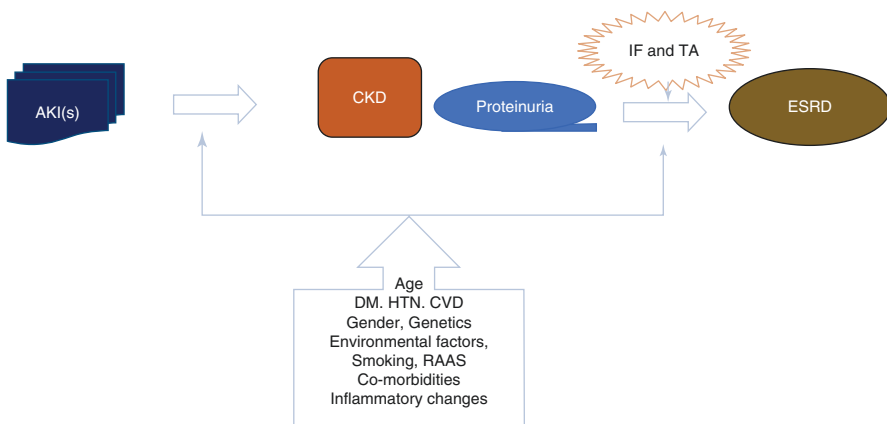 AKI(s)
CKD
Proteinuria
IF and TA
ESRD
Age
DM. HTN. CVD
Gender, Genetics
Environmental factors,
Smoking, RAAS
Co-morbidities
Inflammatory changes